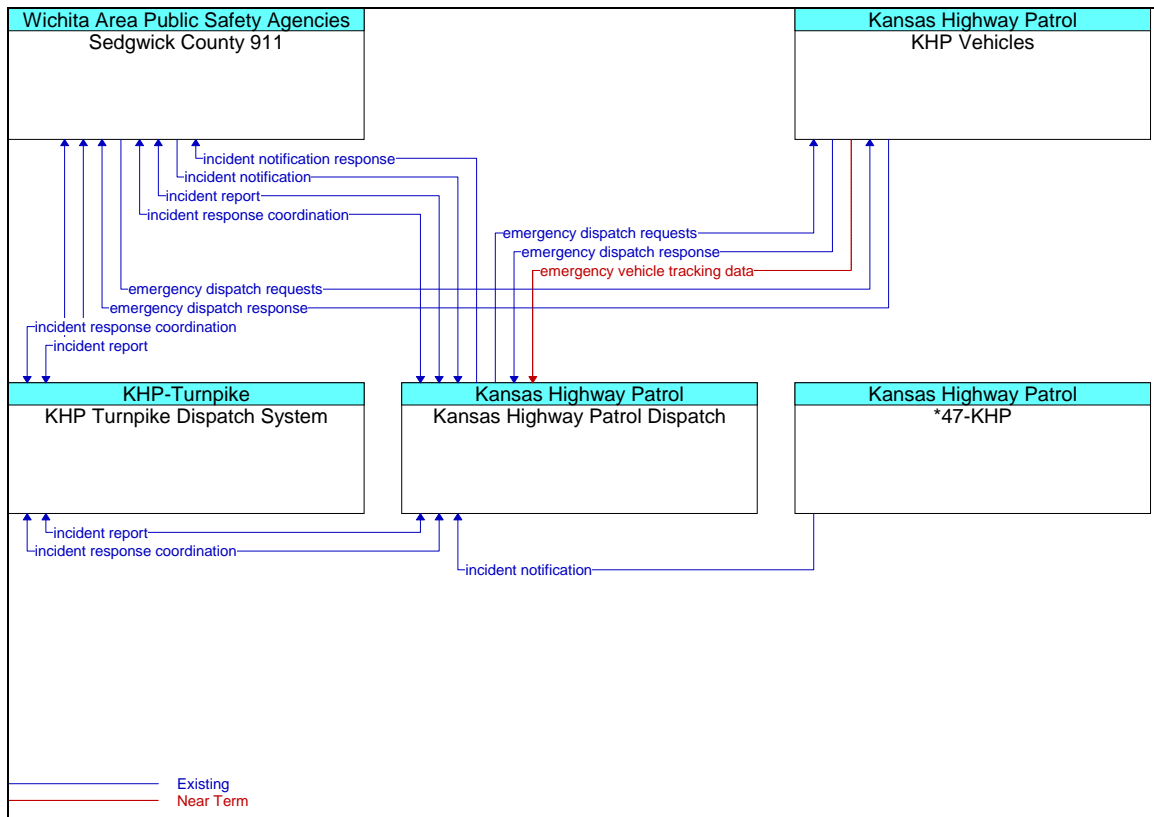 Wichita Area Public Safety Agencies
Sedgwick County 911
Kansas Highway Patrol
KHP Vehicles
incident notification response
incident notification
incident report
incident response coordination
emergency dispatch requests
emergency dispatch response
emergency vehicle tracking data
emergency dispatch requests
emergency dispatch response
incident response coordination
incident report
KHP-Turnpike
KHP Turnpike Dispatch System
Kansas Highway Patrol
Kansas Highway Patrol Dispatch
Kansas Highway Patrol
*47-KHP
incident report
incident response coordination
incident notification
Existing
Near Term